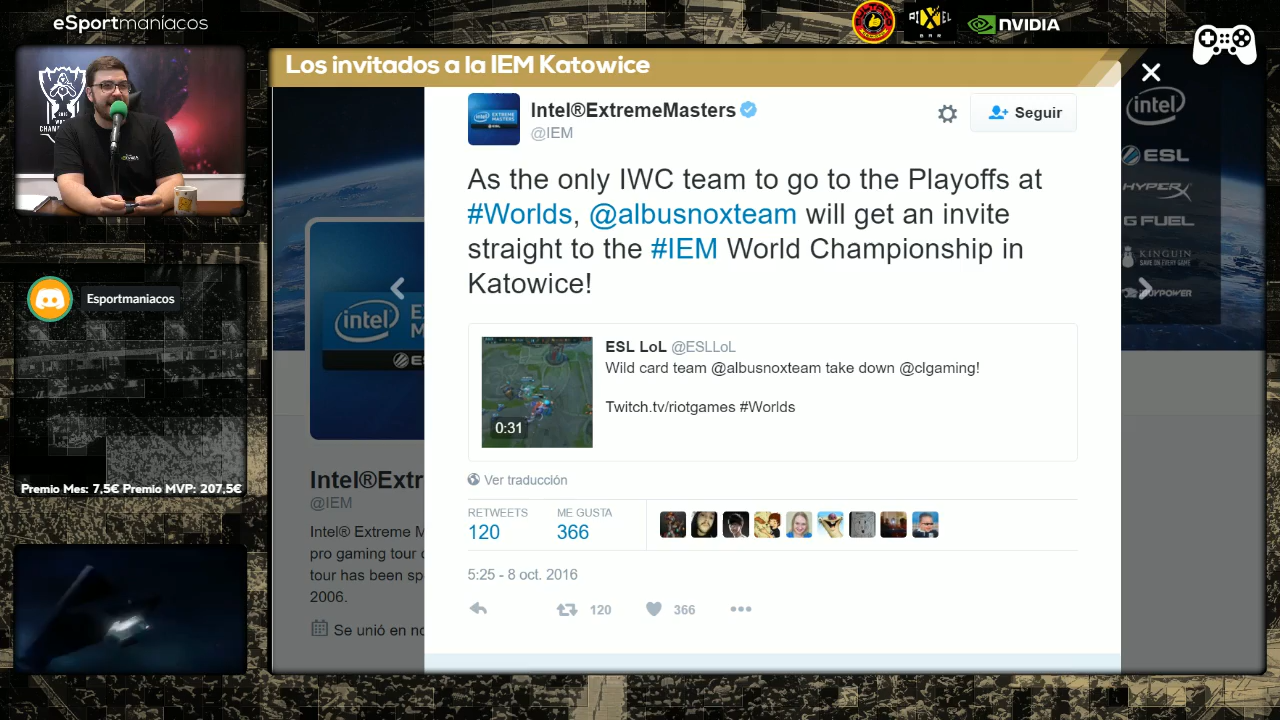 eSportmaníacos
PIXEL
BAR
NVIDIA
Los invitados a la IEM Katowice
Intel®ExtremeMasters
@IEM
Seguir
As the only IWC team to go to the Playoffs at
#Worlds, @albusnoxteam will get an invite
straight to the #IEM World Championship in
Katowice!
ESL LoL @ESLLoL
Wild card team @albusnoxteam take down @clgaming!
Twitch.tv/riotgames #Worlds
0:31
Ver traducción
RETWEETS
120
ME GUSTA
366
5:25 - 8 oct. 2016
120
366
Esportmaniacos
Premio Mes: 7,5€ Premio MVP: 207,5€
intel
Intel®Extr
@IEM
Intel® Extreme M
pro gaming tour
tour has been sp
2006.
Se unió en no
intel
ESL
HYPERX
G FUEL
KINGUIN